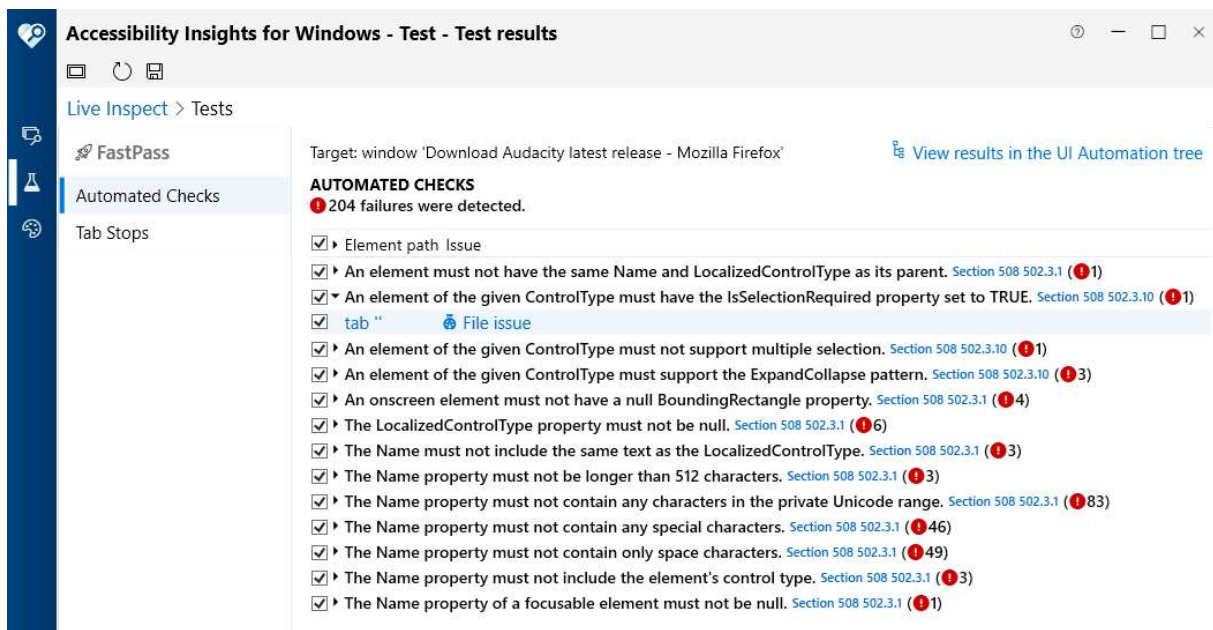 Accessibility Insights for Windows - Test - Test results
Live Inspect > Tests
FastPass
Automated Checks
Tab Stops
Target: window 'Download Audacity latest release - Mozilla Firefox'
View results in the UI Automation tree
AUTOMATED CHECKS
204 failures were detected.
Element path Issue
An element must not have the same Name and LocalizedControlType as its parent. Section 508 502.3.1 (1)
An element of the given ControlType must have the IsSelectionRequired property set to TRUE. Section 508 502.3.10 (1)
tab '' File issue
An element of the given ControlType must not support multiple selection. Section 508 502.3.10 (1)
An element of the given ControlType must support the ExpandCollapse pattern. Section 508 502.3.10 (3)
An onscreen element must not have a null BoundingRectangle property. Section 508 502.3.1 (4)
The LocalizedControlType property must not be null. Section 508 502.3.1 (6)
The Name must not include the same text as the LocalizedControlType. Section 508 502.3.1 (3)
The Name property must not be longer than 512 characters. Section 508 502.3.1 (3)
The Name property must not contain any characters in the private Unicode range. Section 508 502.3.1 (83)
The Name property must not contain any special characters. Section 508 502.3.1 (46)
The Name property must not contain only space characters. Section 508 502.3.1 (49)
The Name property must not include the element's control type. Section 508 502.3.1 (3)
The Name property of a focusable element must not be null. Section 508 502.3.1 (1)